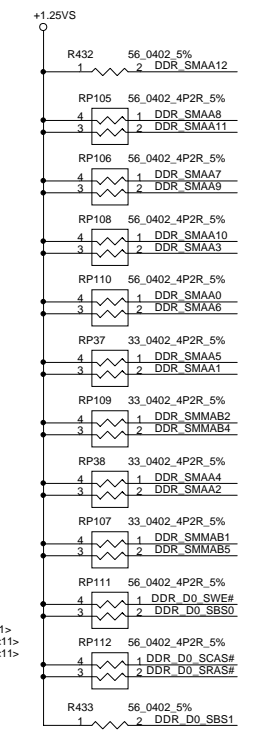 +1.25VS
R432 56_0402_5%
1 2 DDR_SMAA12
RP105 56_0402_4P2R_5%
4 1 DDR_SMAA8
3 2 DDR_SMAA11
RP106 56_0402_4P2R_5%
4 1 DDR_SMAA7
3 2 DDR_SMAA9
RP108 56_0402_4P2R_5%
4 1 DDR_SMAA10
3 2 DDR_SMAA3
RP110 56_0402_4P2R_5%
4 1 DDR_SMAA0
3 2 DDR_SMAA6
RP37 33_0402_4P2R_5%
4 1 DDR_SMAA5
3 2 DDR_SMAA1
RP109 33_0402_4P2R_5%
4 1 DDR_SMMAB2
3 2 DDR_SMMAB4
RP38 33_0402_4P2R_5%
4 1 DDR_SMAA4
3 2 DDR_SMAA2
RP107 33_0402_4P2R_5%
4 1 DDR_SMMAB1
3 2 DDR_SMMAB5
RP111 56_0402_4P2R_5%
4 1 DDR_D0_SWE#
3 2 DDR_D0_SBS0
1>
:11>
:11>
RP112 56_0402_4P2R_5%
4 1 DDR_D0_SCAS#
3 2 DDR_D0_SRAS#
R433 56_0402_5%
1 2 DDR_D0_SBS1